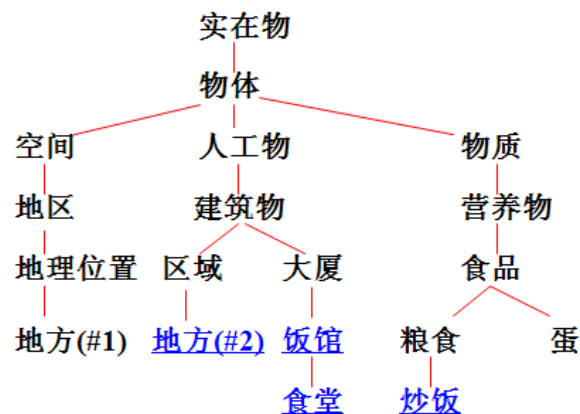 实在物
物体
空间 人工物 物质
地区 建筑物 营养物
地理位置 区域 大厦 食品
地方(#1) 地方(#2) 饭馆 粮食 蛋
食堂 炒饭